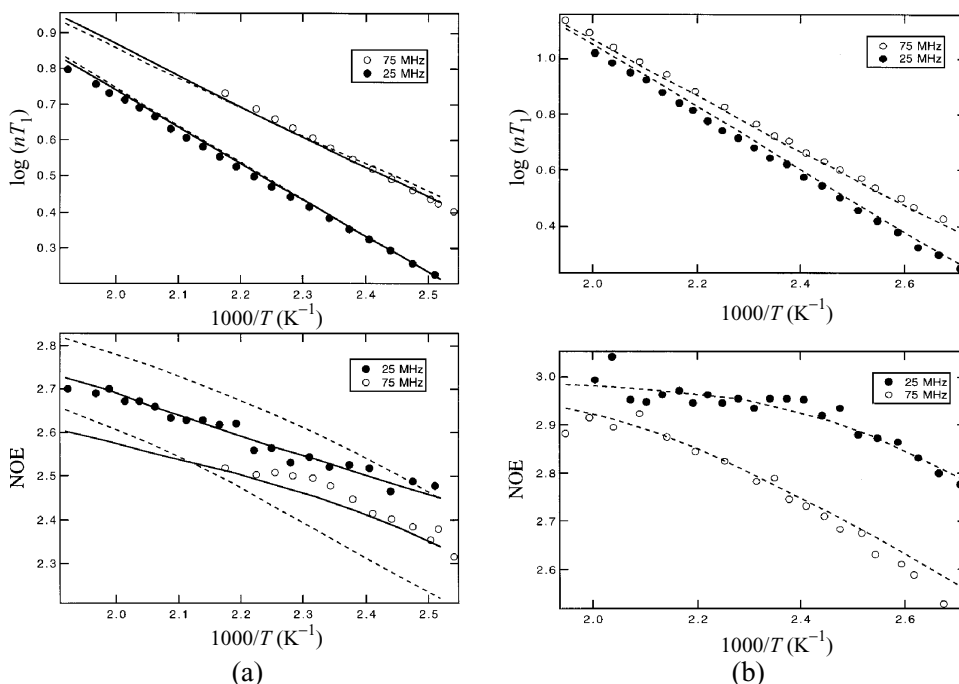 0.9
0.8
0.7
0.6
0.5
0.4
0.3
log (nT₁)
75 MHz
25 MHz
2.0 2.1 2.2 2.3 2.4 2.5
1000/T (K⁻¹)
1.0
0.8
0.6
0.4
log (nT₁)
75 MHz
25 MHz
2.0 2.2 2.4 2.6
1000/T (K⁻¹)
2.8
2.7
2.6
2.5
2.4
2.3
NOE
25 MHz
75 MHz
2.0 2.1 2.2 2.3 2.4 2.5
1000/T (K⁻¹)
(a)
3.0
2.9
2.8
2.7
2.6
NOE
25 MHz
75 MHz
2.0 2.2 2.4 2.6
1000/T (K⁻¹)
(b)